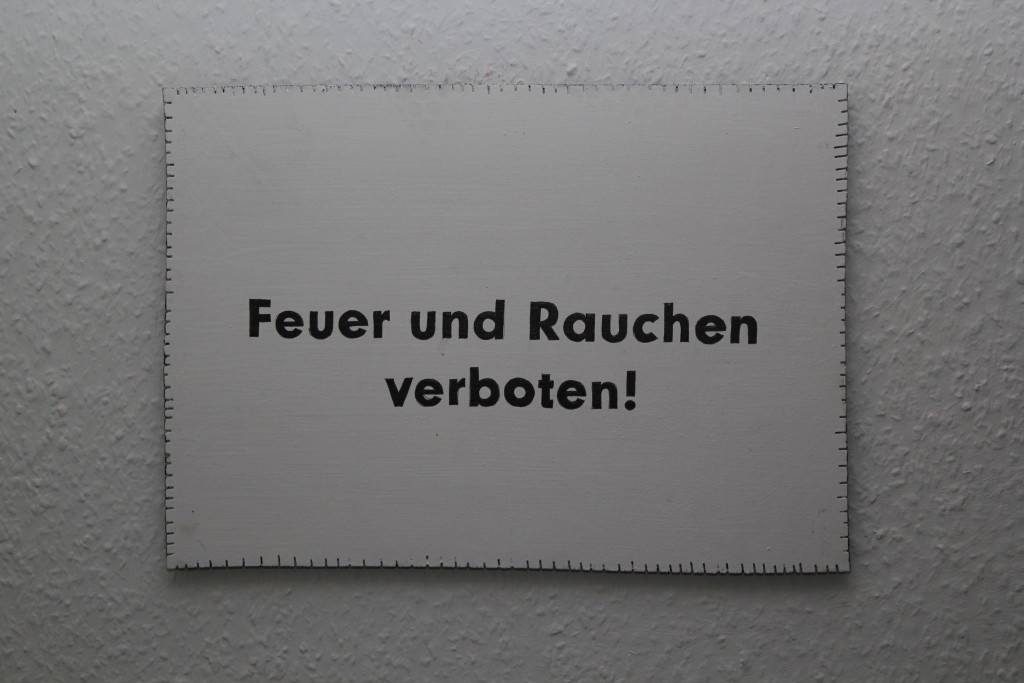 Feuer und Rauchen
verboten!